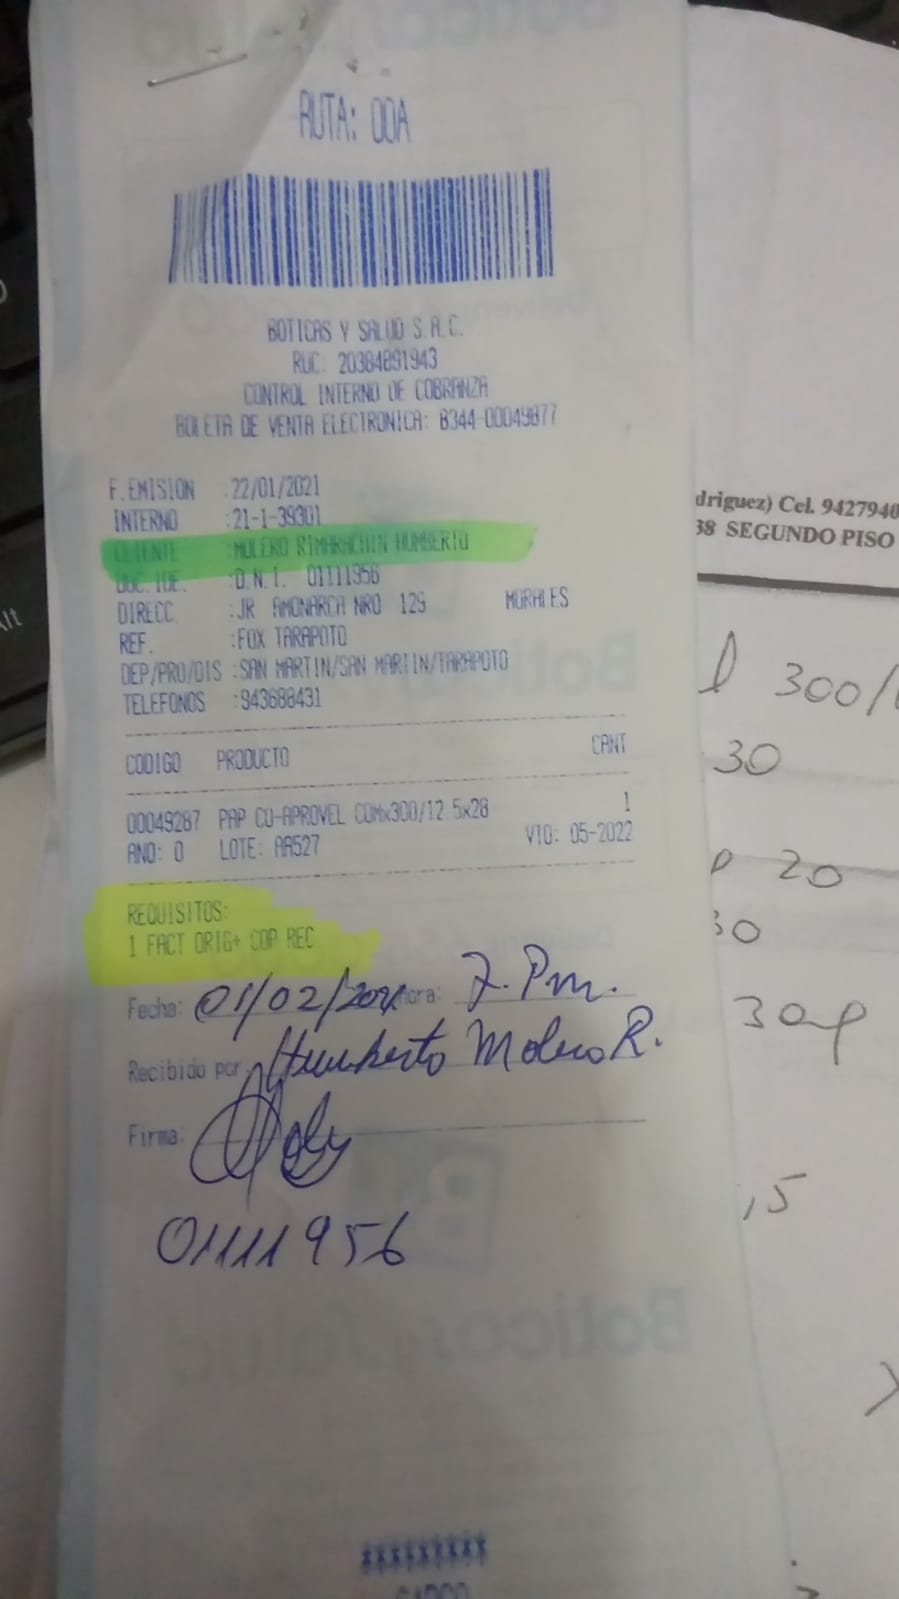 RUTA: 00A
BOTICAS Y SALUD S.A.C.
RUC: 20384891943
CONTROL INTERNO DE COBRANZA
BOLETA DE VENTA ELECTRONICA: B344-00049877
F.EMISION :22/01/2021
INTERNO :21-1-39301
CLIENTE :MOLERO RIMARACHIN HUMBERTO
DOC.IDE. :D.N.I. 01111956
DIRECC. :JR AMONARCA NRO 129 MORALES
REF. :FOX TARAPOTO
DEP/PRO/DIS :SAN MARTIN/SAN MARTIN/TARAPOTO
TELEFONOS :943688431
CODIGO PRODUCTO CANT
00049287 PAP CO-APROVEL COMx300/12.5x28 1
ANO: 0 LOTE: AA527 VTO: 05-2022
REQUISITOS:
1 FACT ORIG+ COP REC
Fecha: 01/02/2021 Hora: 7. Pm.
Recibido por: Humberto Molero R.
Firma:
01111956
xxxxxxxxx
driguez) Cel. 9427940
38 SEGUNDO PISO
300/
30
20
30
30
,5